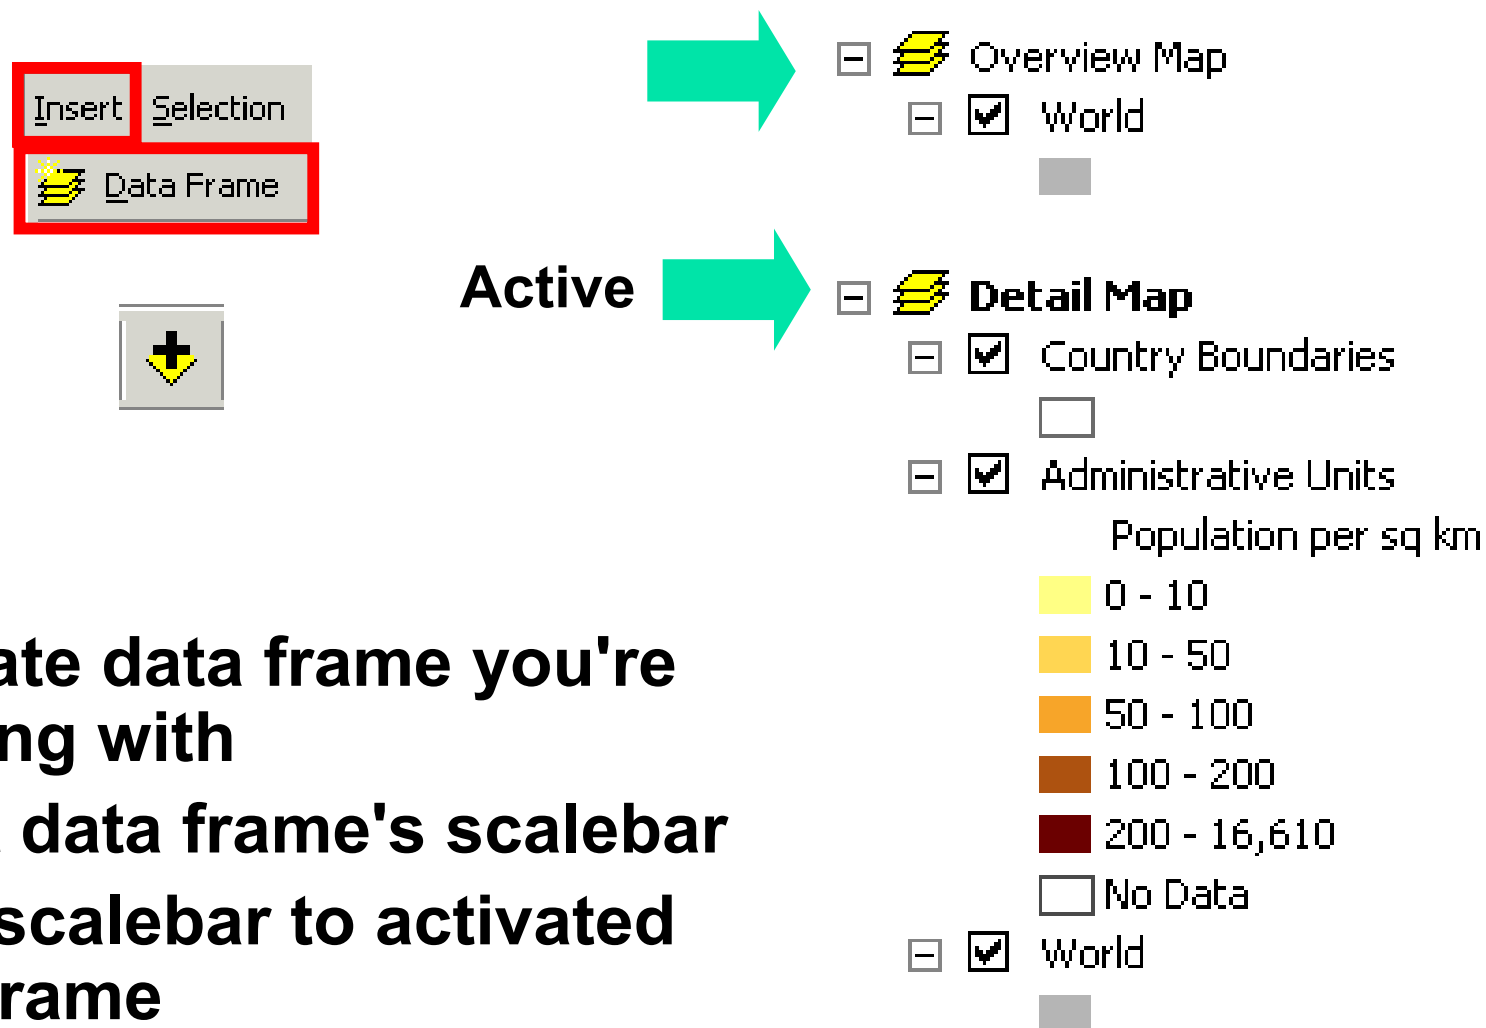 Insert Selection
Data Frame
Active
ate data frame you're
ng with
data frame's scalebar
scalebar to activated
rame
Overview Map
World
Detail Map
Country Boundaries
Administrative Units
Population per sq km
0 - 10
10 - 50
50 - 100
100 - 200
200 - 16,610
No Data
World